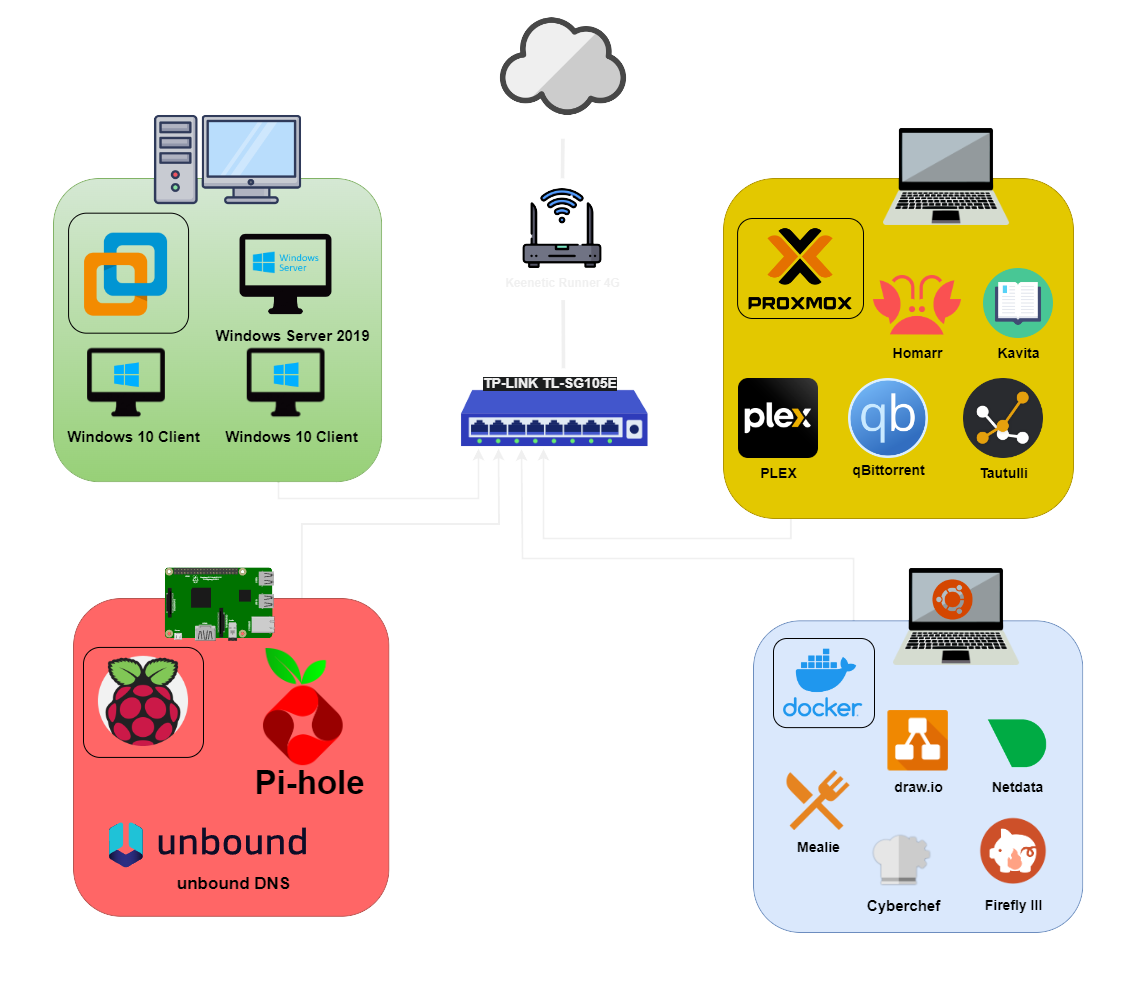 Keenetic Runner 4G
TP-LINK TL-SG105E
Windows
Server
Windows Server 2019
Windows 10 Client
Windows 10 Client
PROXMOX
Homarr
Kavita
plex
qb
PLEX
qBittorrent
Tautulli
Pi-hole
unbound
unbound DNS
docker
draw.io
Netdata
Mealie
Cyberchef
Firefly III